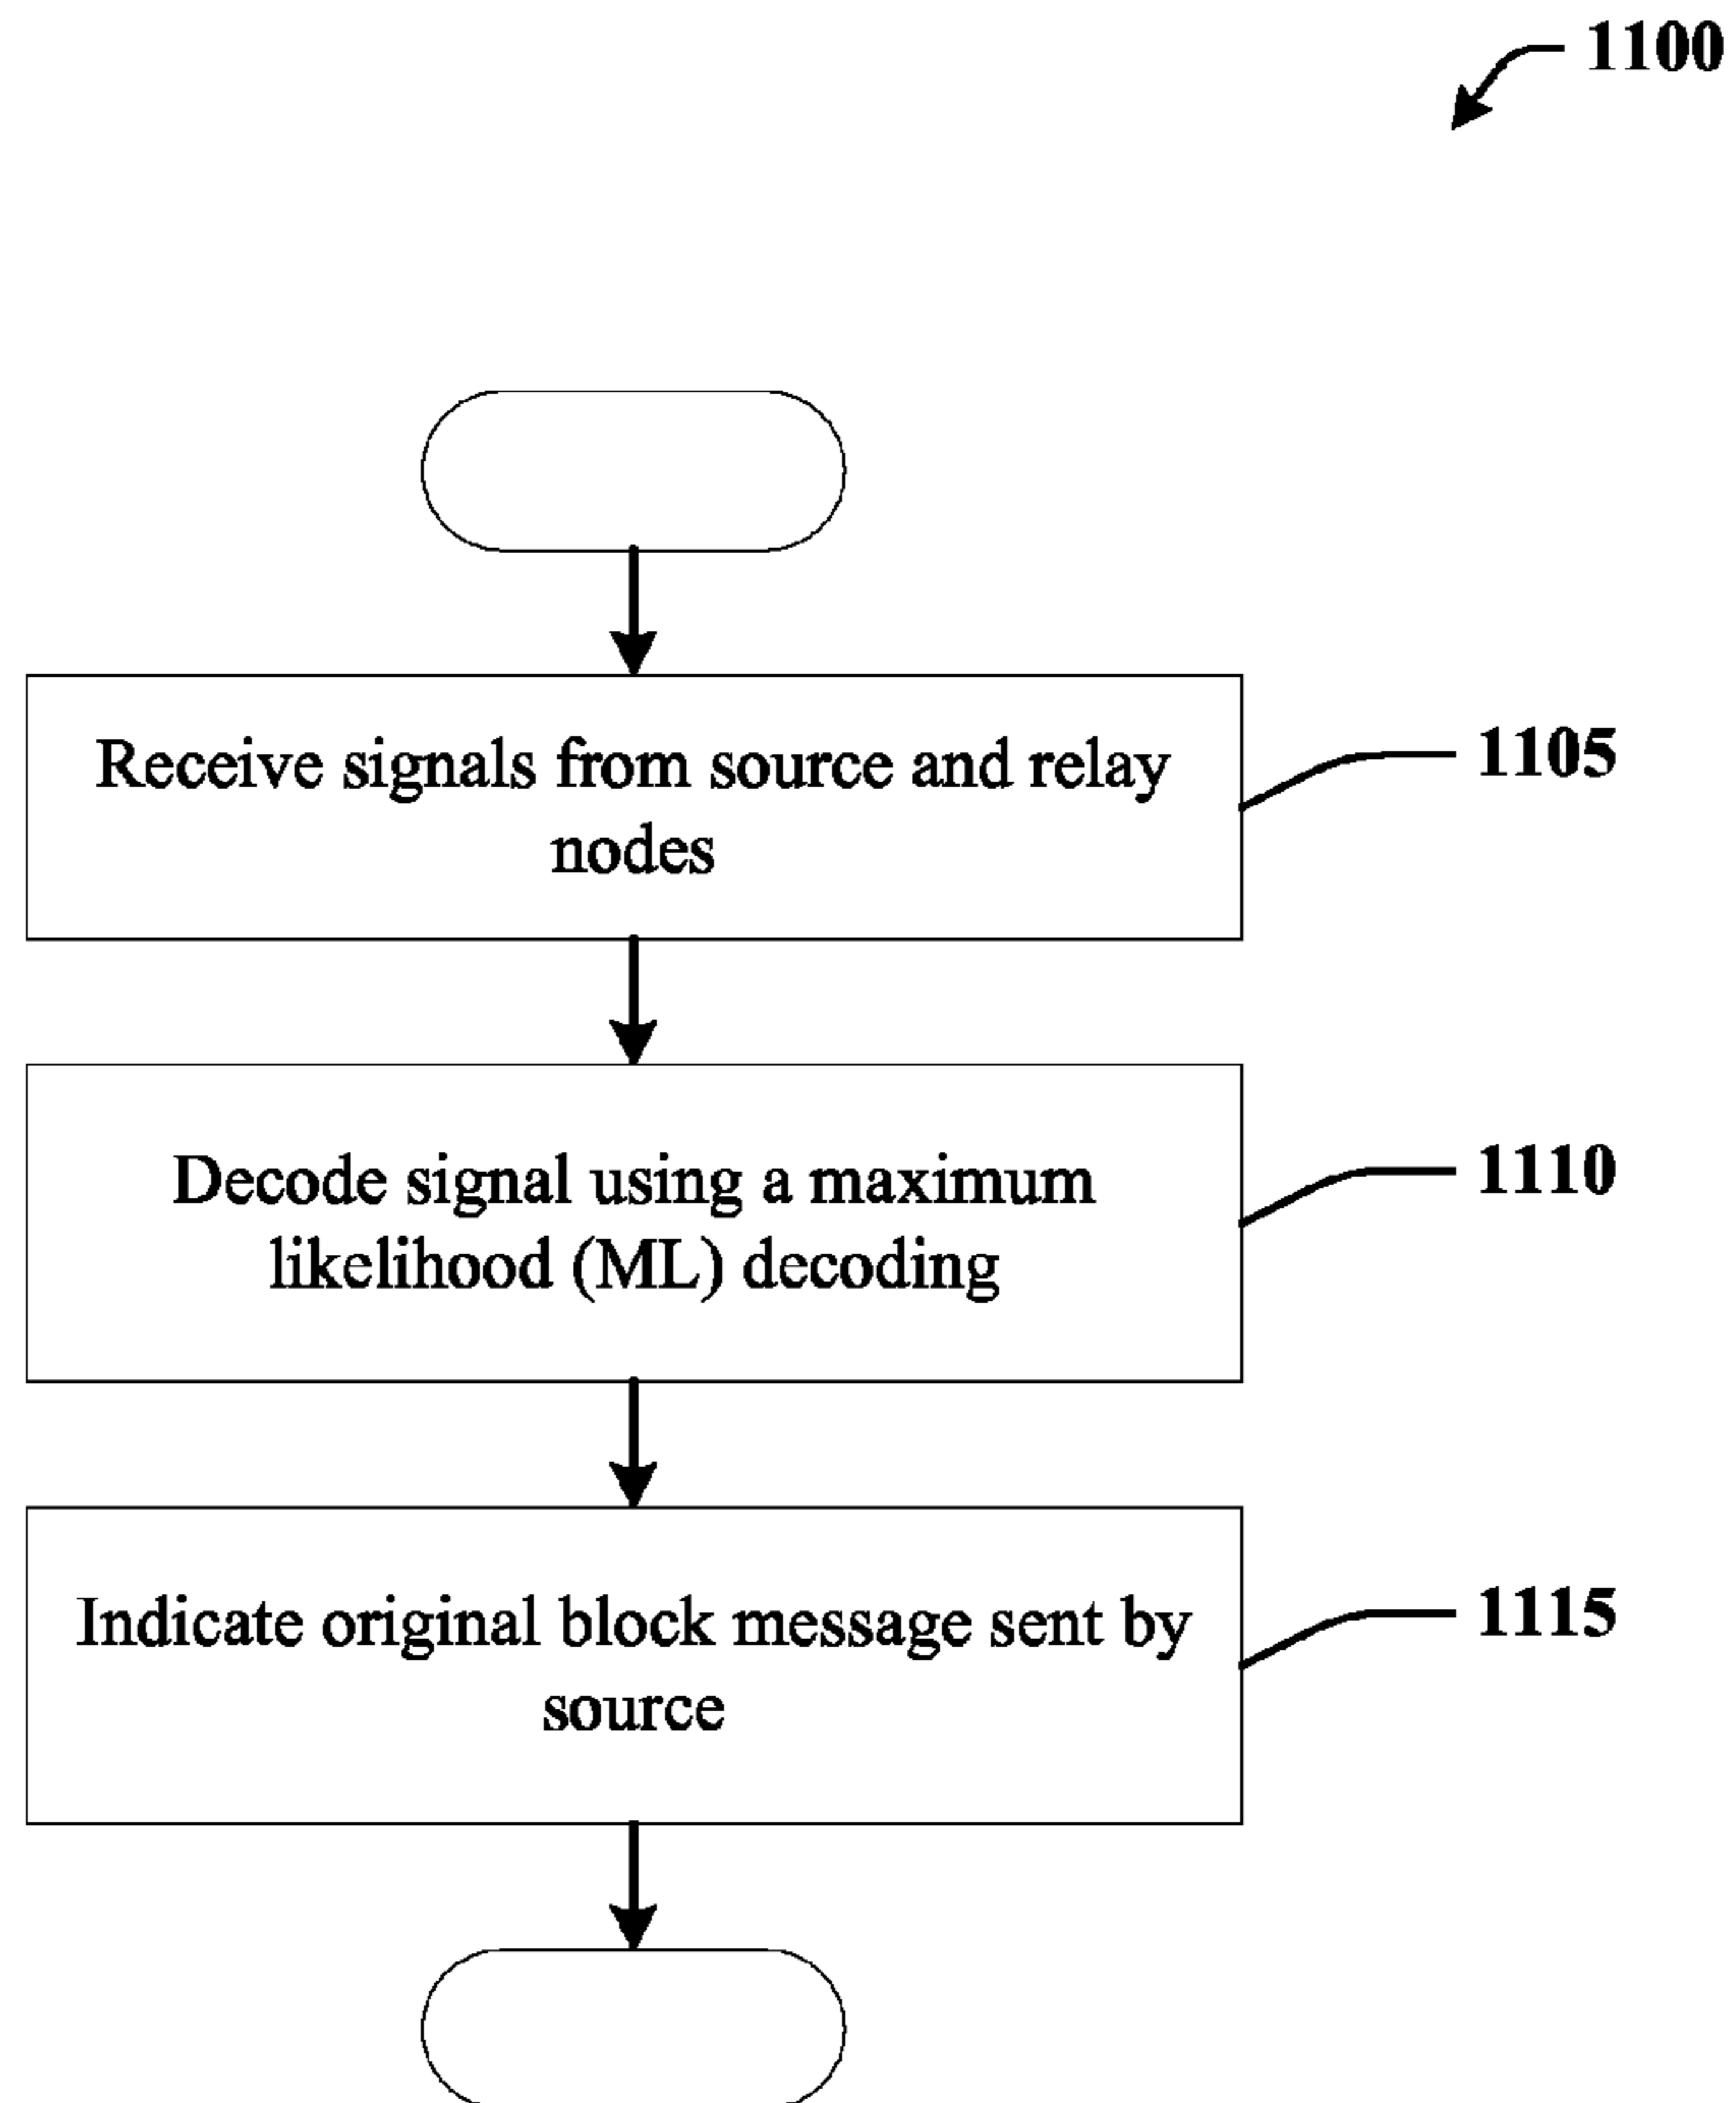 1100
Receive signals from source and relay
nodes
1105
Decode signal using a maximum
likelihood (ML) decoding
1110
Indicate original block message sent by
source
1115